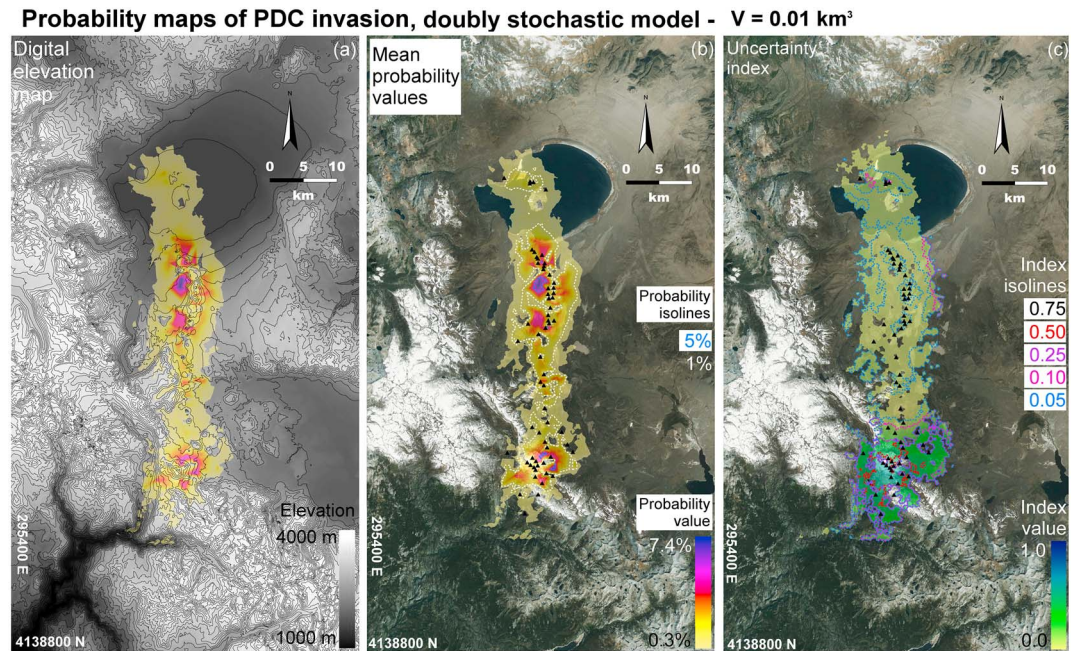 Probability maps of PDC invasion, doubly stochastic model - V = 0.01 km³
Digital
elevation
map
(a)
N
0 5 10
km
Elevation
4000 m
1000 m
295400 E
4138800 N
Mean
probability
values
(b)
N
0 5 10
km
Probability
isolines
5%
1%
Probability
value
7.4%
0.3%
295400 E
4138800 N
Uncertainty
index
(c)
N
0 5 10
km
Index
isolines
0.75
0.50
0.25
0.10
0.05
Index
value
1.0
0.0
295400 E
4138800 N